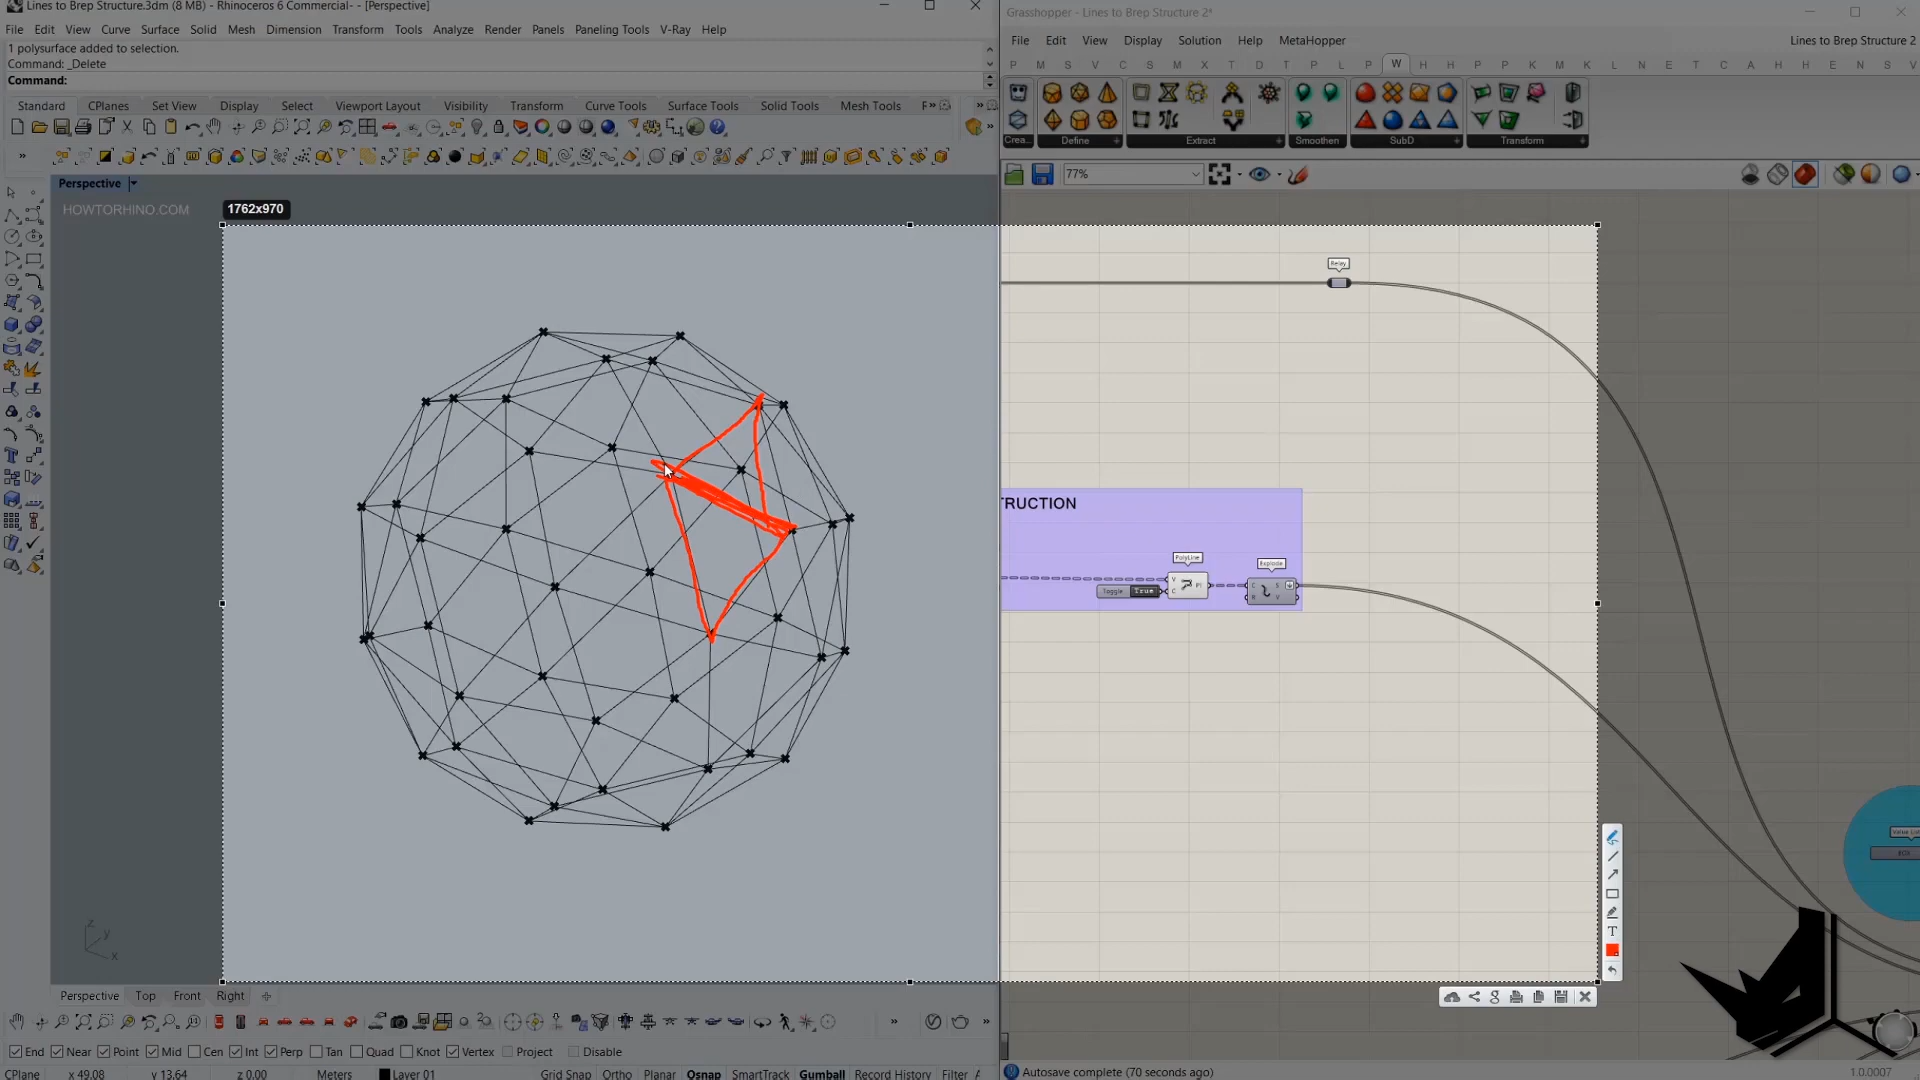 Lines to Brep Structure.3dm (8 MB) - Rhinoceros 6 Commercial- - [Perspective]
File Edit View Curve Surface Solid Mesh Dimension Transform Tools Analyze Render Panels Paneling Tools V-Ray Help
1 polysurface added to selection.
Command: _Delete
Command:
Standard CPlanes Set View Display Select Viewport Layout Visibility Transform Curve Tools Surface Tools Solid Tools Mesh Tools
Perspective
HOWTORHINO.COM
1762x970
z
y
x
Perspective Top Front Right
End Near Point Mid Cen Int Perp Tan Quad Knot Vertex Project Disable
CPlane x 49.08 y 13.64 z 0.00 Meters Layer 01 Grid Snap Ortho Planar Osnap SmartTrack Gumball Record History Filter
Grasshopper - Lines to Brep Structure 2*
File Edit View Display Solution Help MetaHopper Lines to Brep Structure 2
P M S V C S M X T D T P L P W H H P P K M K L N E T C A H H E N S V
Crea... Define Extract Smoothen SubD Transform
77%
Relay
TRUCTION
PolyLine
Explode
Toggle True
V
C
Pl
C
R
S
V
T
Autosave complete (70 seconds ago)
1.0.0007